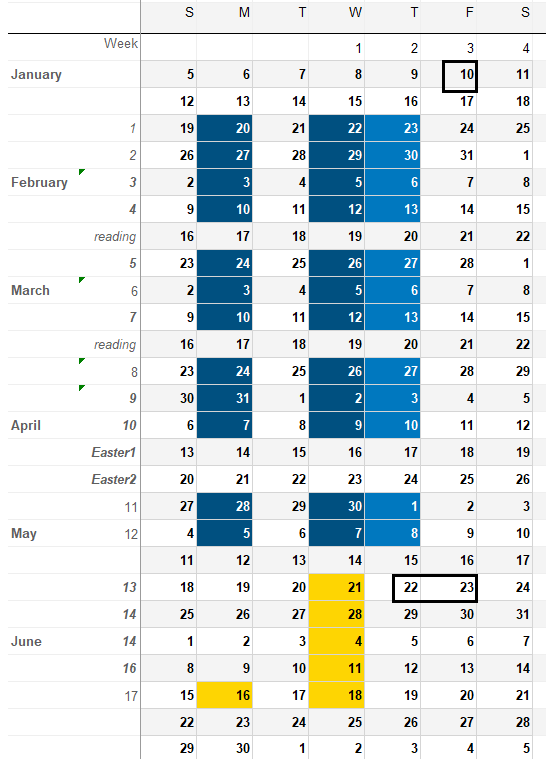 S M T W T F S
Week 1 2 3 4
January 5 6 7 8 9 10 11
12 13 14 15 16 17 18
1 19 20 21 22 23 24 25
2 26 27 28 29 30 31 1
February 3 2 3 4 5 6 7 8
4 9 10 11 12 13 14 15
reading 16 17 18 19 20 21 22
5 23 24 25 26 27 28 1
March 6 2 3 4 5 6 7 8
7 9 10 11 12 13 14 15
reading 16 17 18 19 20 21 22
8 23 24 25 26 27 28 29
9 30 31 1 2 3 4 5
April 10 6 7 8 9 10 11 12
Easter1 13 14 15 16 17 18 19
Easter2 20 21 22 23 24 25 26
11 27 28 29 30 1 2 3
May 12 4 5 6 7 8 9 10
11 12 13 14 15 16 17
13 18 19 20 21 22 23 24
14 25 26 27 28 29 30 31
June 14 1 2 3 4 5 6 7
16 8 9 10 11 12 13 14
17 15 16 17 18 19 20 21
22 23 24 25 26 27 28
29 30 1 2 3 4 5